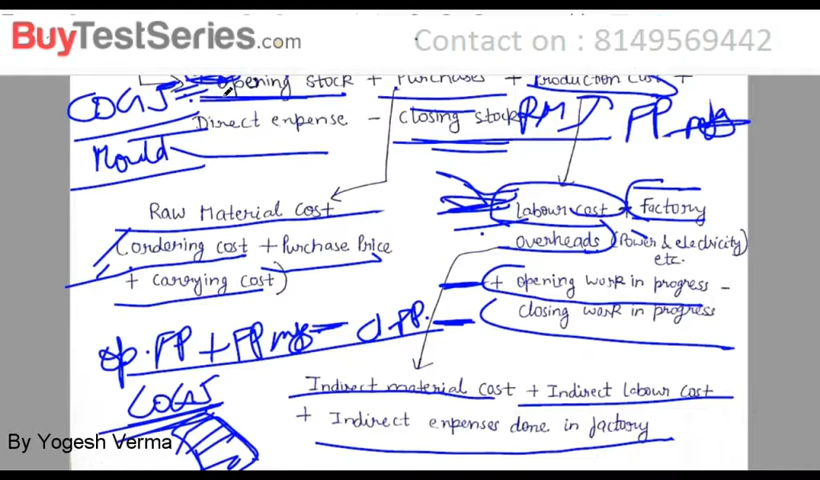 BuyTestSeries.com Contact on : 8149569442
opening stock + Purchases + Production Cost +
COGS =
Direct expense - closing stock RMI FP
Mould
Raw Material Cost
(ordering cost + Purchase Price
+ carrying cost)
labour cost + Factory
overheads (Power & electricity)
etc.
+ opening work in progress -
closing work in progress
op. FP + FP mfg - cl FP.
COGS
Indirect material cost + Indirect labour cost
+ Indirect expenses done in factory
By Yogesh Verma